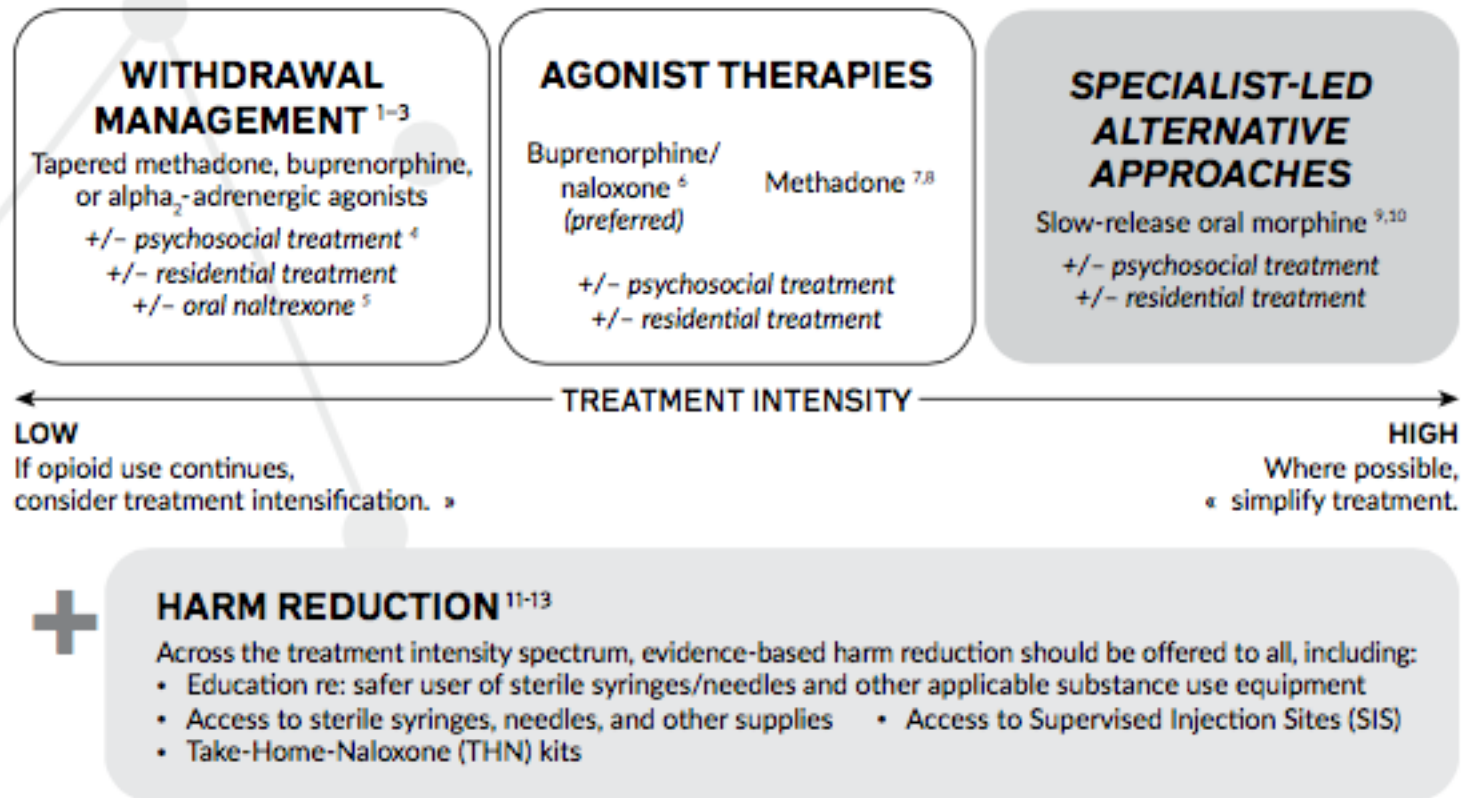 WITHDRAWAL
MANAGEMENT 1–3
Tapered methadone, buprenorphine,
or alpha2-adrenergic agonists
+/– psychosocial treatment 4
+/– residential treatment
+/– oral naltrexone 5
AGONIST THERAPIES
Buprenorphine/
naloxone 6
(preferred)
Methadone 7,8
+/– psychosocial treatment
+/– residential treatment
SPECIALIST-LED
ALTERNATIVE
APPROACHES
Slow-release oral morphine 9,10
+/– psychosocial treatment
+/– residential treatment
TREATMENT INTENSITY
LOW
If opioid use continues,
consider treatment intensification. »
HIGH
Where possible,
« simplify treatment.
+
HARM REDUCTION 11-13
Across the treatment intensity spectrum, evidence-based harm reduction should be offered to all, including:
• Education re: safer user of sterile syringes/needles and other applicable substance use equipment
• Access to sterile syringes, needles, and other supplies • Access to Supervised Injection Sites (SIS)
• Take-Home-Naloxone (THN) kits